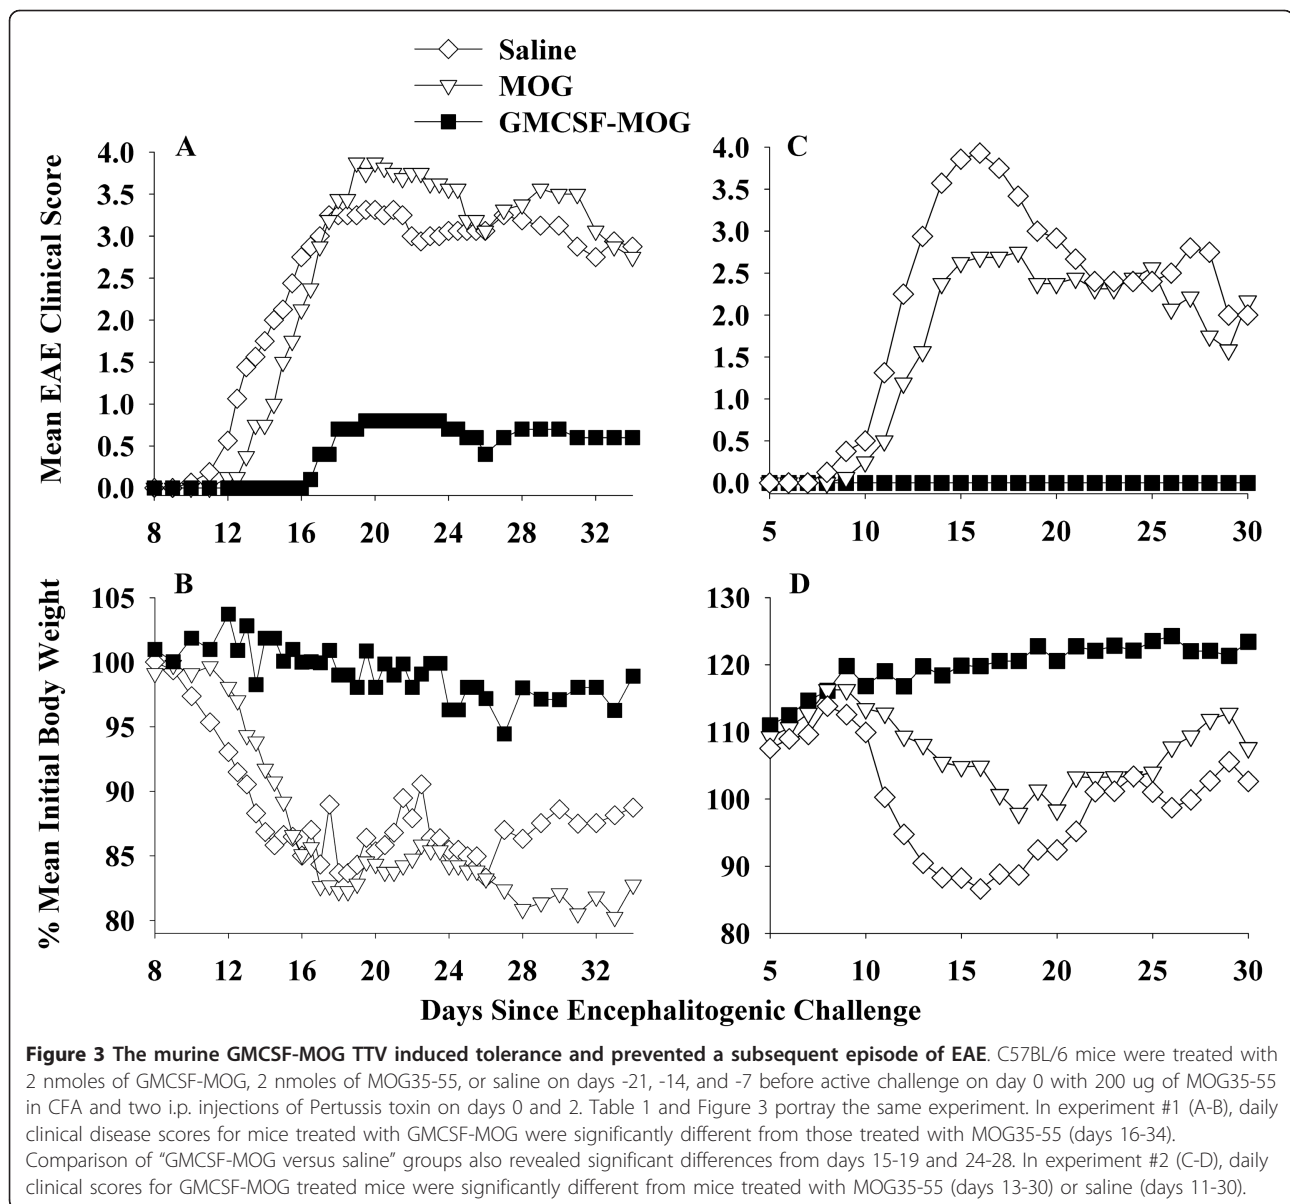 Saline
MOG
GMCSF-MOG
A
Mean EAE Clinical Score
4.0
3.5
3.0
2.5
2.0
1.5
1.0
0.5
0.0
8 12 16 20 24 28 32
C
4.0
3.5
3.0
2.5
2.0
1.5
1.0
0.5
0.0
5 10 15 20 25 30
B
% Mean Initial Body Weight
105
100
95
90
85
80
8 12 16 20 24 28 32
D
130
120
110
100
90
80
5 10 15 20 25 30
Days Since Encephalitogenic Challenge
Figure 3 The murine GMCSF-MOG TTV induced tolerance and prevented a subsequent episode of EAE. C57BL/6 mice were treated with
2 nmoles of GMCSF-MOG, 2 nmoles of MOG35-55, or saline on days -21, -14, and -7 before active challenge on day 0 with 200 ug of MOG35-55
in CFA and two i.p. injections of Pertussis toxin on days 0 and 2. Table 1 and Figure 3 portray the same experiment. In experiment #1 (A-B), daily
clinical disease scores for mice treated with GMCSF-MOG were significantly different from those treated with MOG35-55 (days 16-34).
Comparison of “GMCSF-MOG versus saline” groups also revealed significant differences from days 15-19 and 24-28. In experiment #2 (C-D), daily
clinical scores for GMCSF-MOG treated mice were significantly different from mice treated with MOG35-55 (days 13-30) or saline (days 11-30).